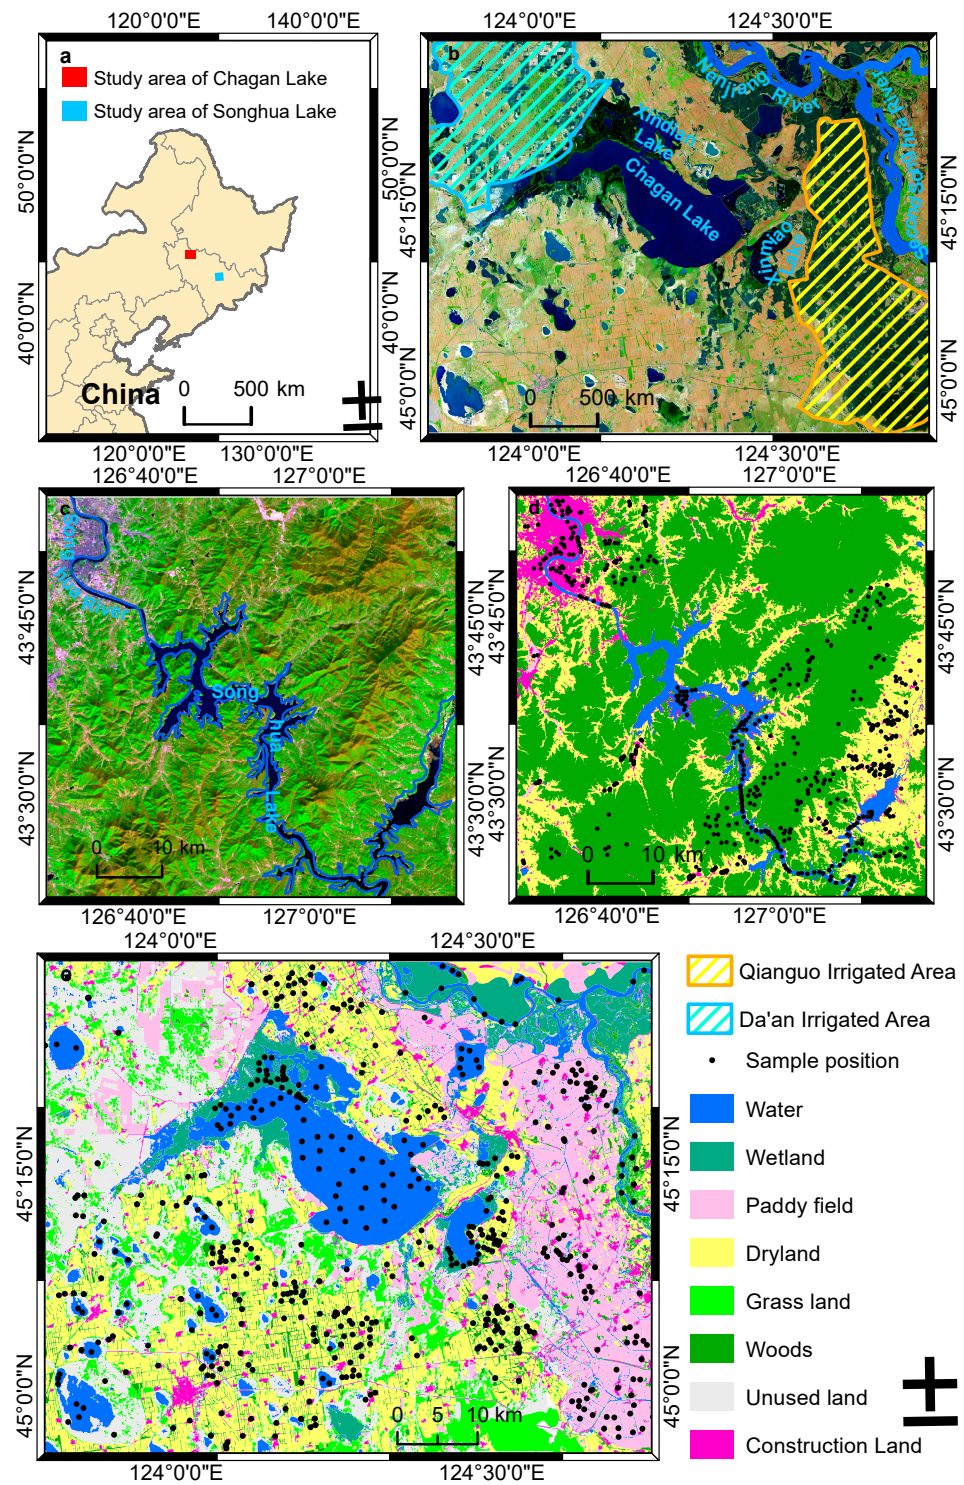 120°0'0"E
140°0'0"E
a
Study area of Chagan Lake
Study area of Songhua Lake
50°0'0"N
40°0'0"N
50°0'0"N
40°0'0"N
China
0 500 km
120°0'0"E
130°0'0"E
124°0'0"E
124°30'0"E
b
Nenjiang River
Second Songhua River
Xindian
Lake
Chagan Lake
Xinmiao
Lake
45°15'0"N
45°0'0"N
45°15'0"N
45°0'0"N
0 500 km
124°0'0"E
124°30'0"E
126°40'0"E
127°0'0"E
c
Song
hua River
Song
hua
Lake
43°45'0"N
43°30'0"N
43°45'0"N
43°30'0"N
0 10 km
126°40'0"E
127°0'0"E
126°40'0"E
127°0'0"E
d
43°45'0"N
43°30'0"N
43°45'0"N
43°30'0"N
0 10 km
126°40'0"E
127°0'0"E
124°0'0"E
124°30'0"E
e
45°15'0"N
45°0'0"N
45°15'0"N
45°0'0"N
0 5 10 km
124°0'0"E
124°30'0"E
Qianguo Irrigated Area
Da'an Irrigated Area
Sample position
Water
Wetland
Paddy field
Dryland
Grass land
Woods
Unused land
Construction Land